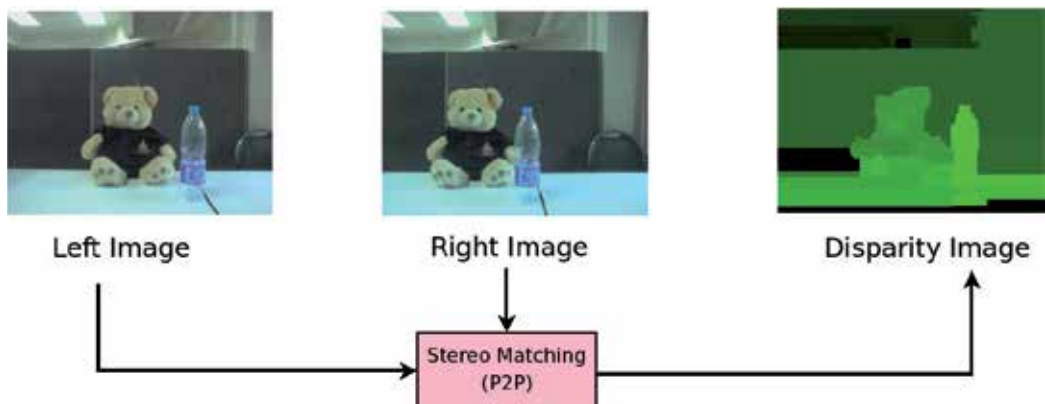 Left Image
Right Image
Disparity Image
Stereo Matching
(P2P)